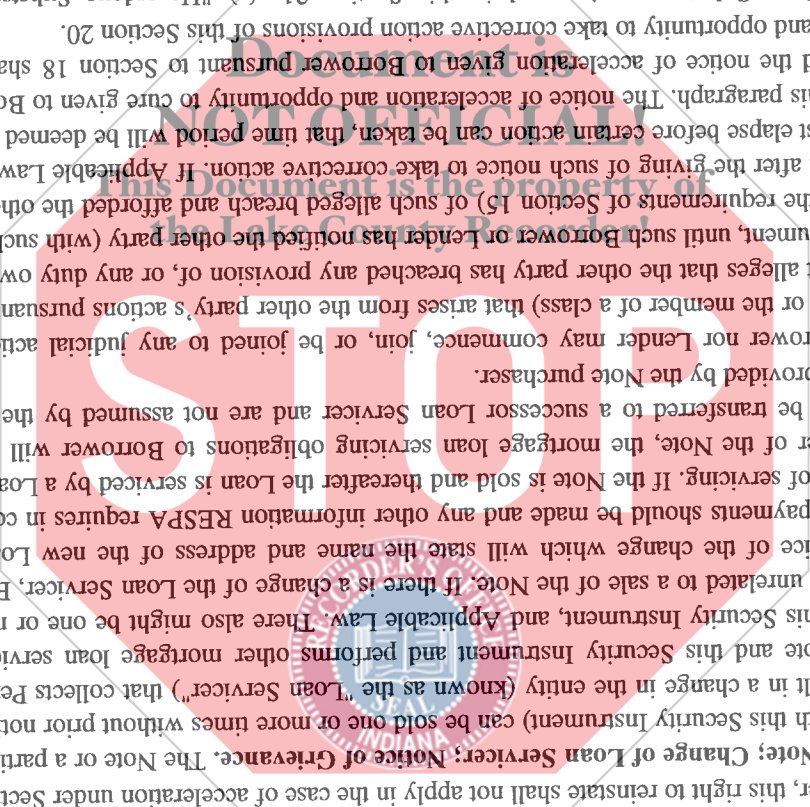 r, this right to reinstate shall not apply in the case of acceleration under Sect
Note; Change of Loan Servicer; Notice of Grievance. The Note or a parti
th this Security Instrument) can be sold one or more times without prior not
lt in a change in the entity (known as the "Loan Servicer") that collects Pe
ote and this Security Instrument and performs other mortgage loan servic
his Security Instrument, and Applicable Law. There also might be one or
unrelated to a sale of the Note. If there is a change of the Loan Servicer,
ice of the change which will state the name and address of the new Lo
payments should be made and any other information RESPA requires in co
of servicing. If the Note is sold and thereafter the Loan is serviced by a Loa
er of the Note, the mortgage loan servicing obligations to Borrower will
be transferred to a successor Loan Servicer and are not assumed by the
provided by the Note purchaser.
rower nor Lender may commence, join, or be joined to any judicial acti
or the member of a class) that arises from the other party's actions pursuan
t alleges that the other party has breached any provision of, or any duty ow
ument, until such Borrower or Lender has notified the other party (with such
he requirements of Section 15) of such alleged breach and afforded the othe
after the giving of such notice to take corrective action. If Applicable Law
st elapse before certain action can be taken, that time period will be deemed
his paragraph. The notice of acceleration and opportunity to cure given to Bo
d the notice of acceleration given to Borrower pursuant to Section 18 sha
and opportunity to take corrective action provisions of this Section 20.
Document is
NOT OFFICIAL!
This Document is the property of
the Lake County Recorder!
STOP
RECORDER'S OFFICE
SEAL
INDIANA